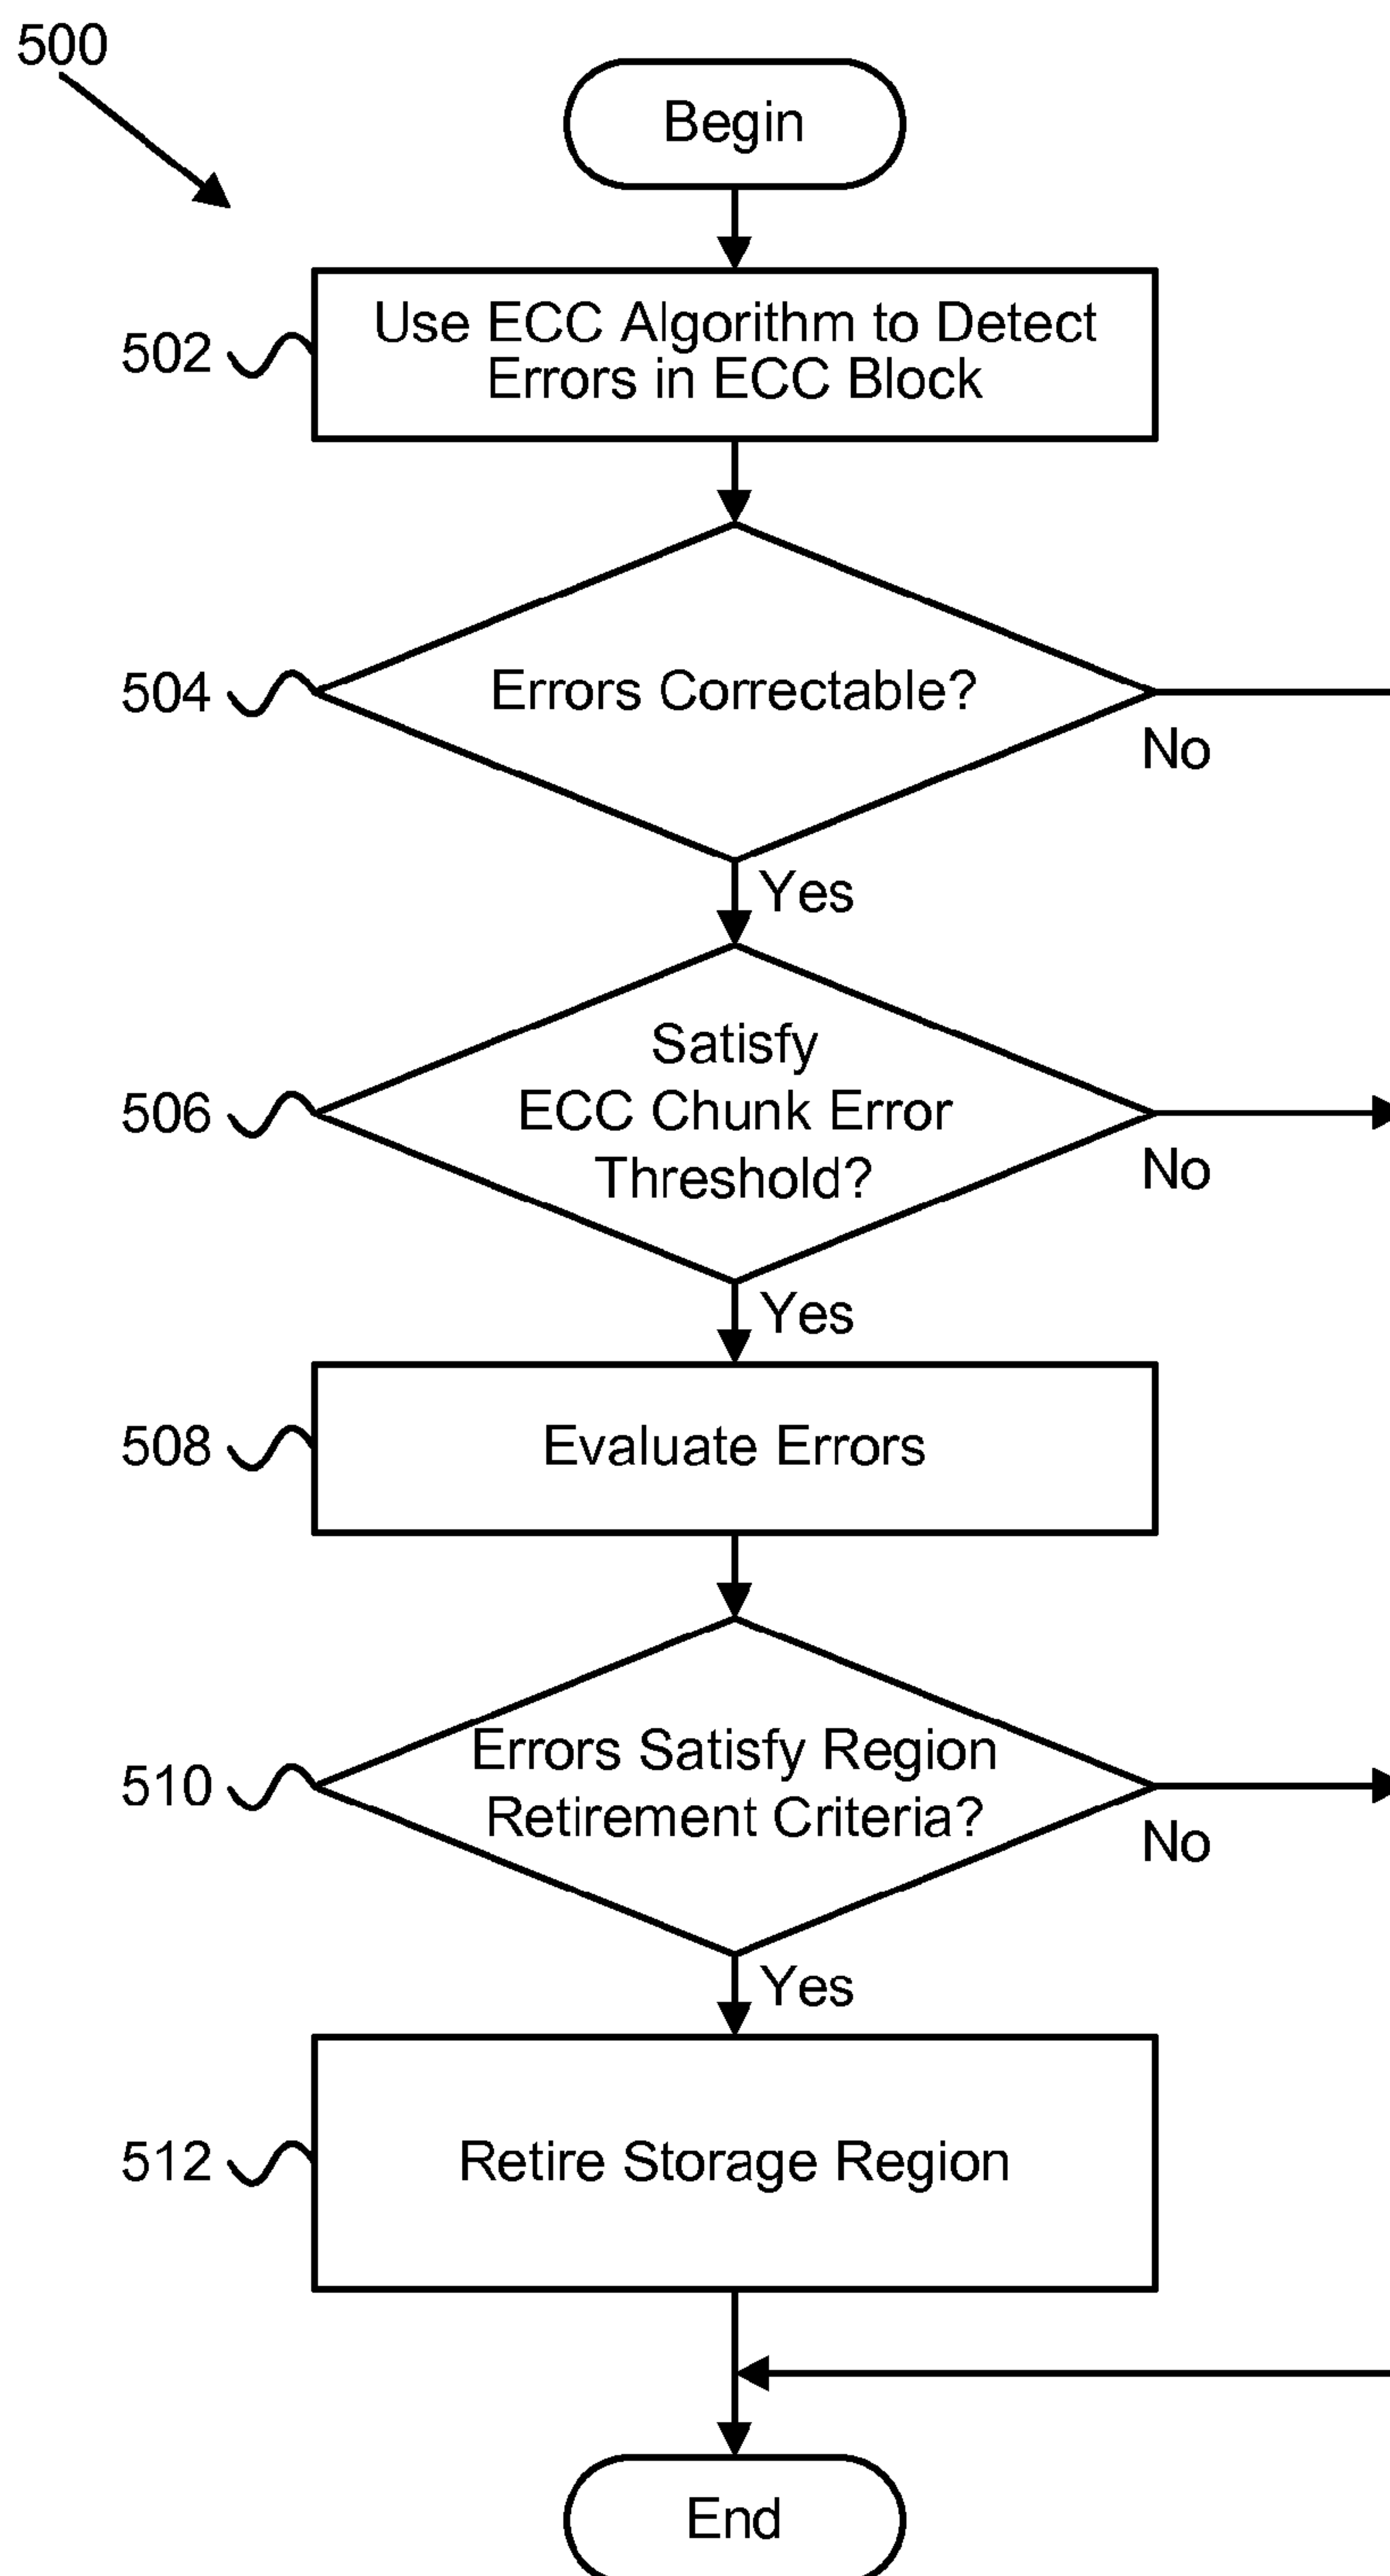 500
Begin
502
Use ECC Algorithm to Detect
Errors in ECC Block
504
Errors Correctable?
No
Yes
506
Satisfy
ECC Chunk Error
Threshold?
No
Yes
508
Evaluate Errors
510
Errors Satisfy Region
Retirement Criteria?
No
Yes
512
Retire Storage Region
End